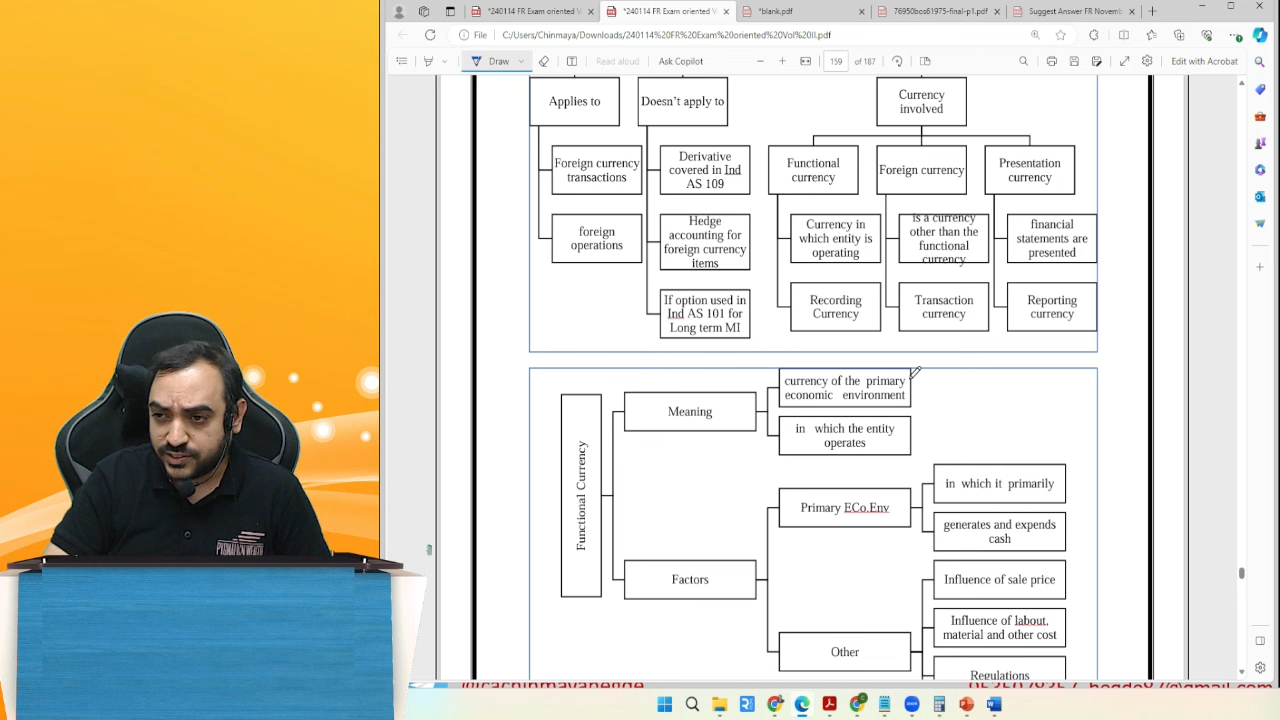 *240114 FR Exam oriented V
*240114 FR Exam oriented V
*blank.pdf
76950bos61975-final-p1.pdf
Suggest Answer FR Novemb
File
C:/Users/Chinmaya/Downloads/240114%20FR%20Exam%20oriented%20Vol%20II.pdf
Draw
Read aloud
Ask Copilot
159
of 187
Edit with Acrobat
Applies to
Doesn't apply to
Currency
involved
Foreign currency
transactions
Derivative
covered in Ind
AS 109
Functional
currency
Foreign currency
Presentation
currency
foreign
operations
Hedge
accounting for
foreign currency
items
Currency in
which entity is
operating
is a currency
other than the
functional
currency
financial
statements are
presented
If option used in
Ind AS 101 for
Long term MI
Recording
Currency
Transaction
currency
Reporting
currency
Functional Currency
Meaning
currency of the primary
economic environment
in which the entity
operates
Factors
Primary ECo.Env
in which it primarily
generates and expends
cash
Other
Influence of sale price
Influence of labout,
material and other cost
Regulations
@cachinmayahegde